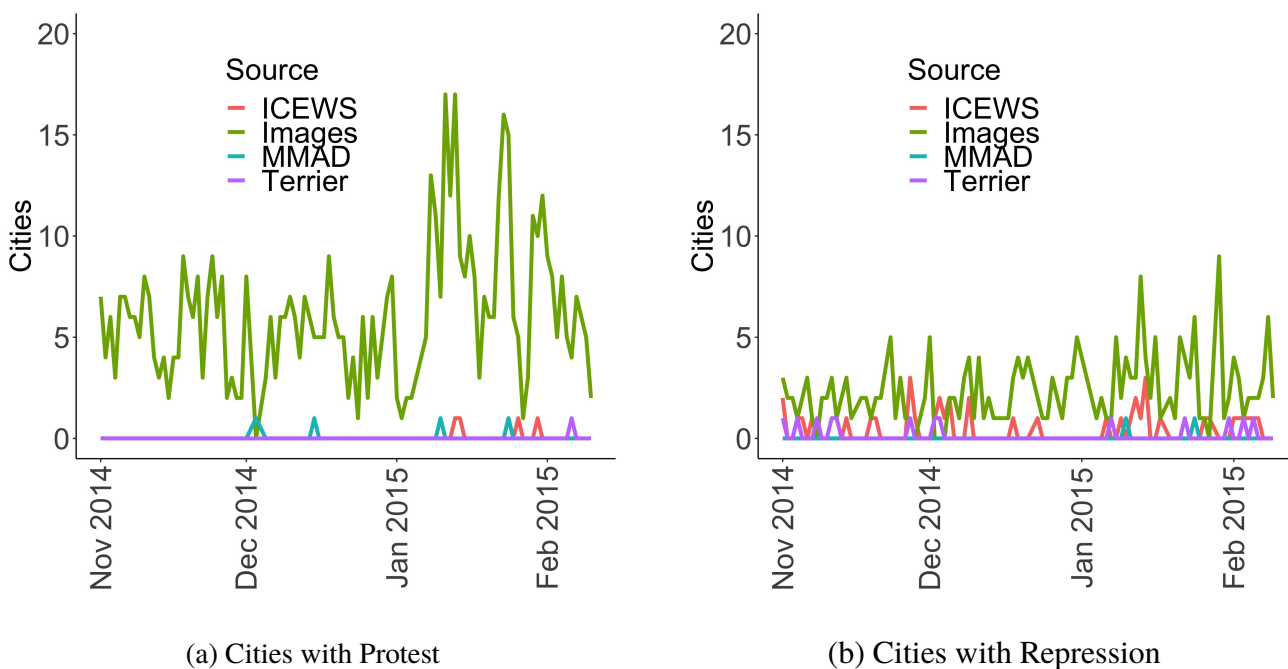 20
15
10
5
0
Cities
Source
ICEWS
Images
MMAD
Terrier
Nov 2014
Dec 2014
Jan 2015
Feb 2015
(a) Cities with Protest
20
15
10
5
0
Cities
Source
ICEWS
Images
MMAD
Terrier
Nov 2014
Dec 2014
Jan 2015
Feb 2015
(b) Cities with Repression